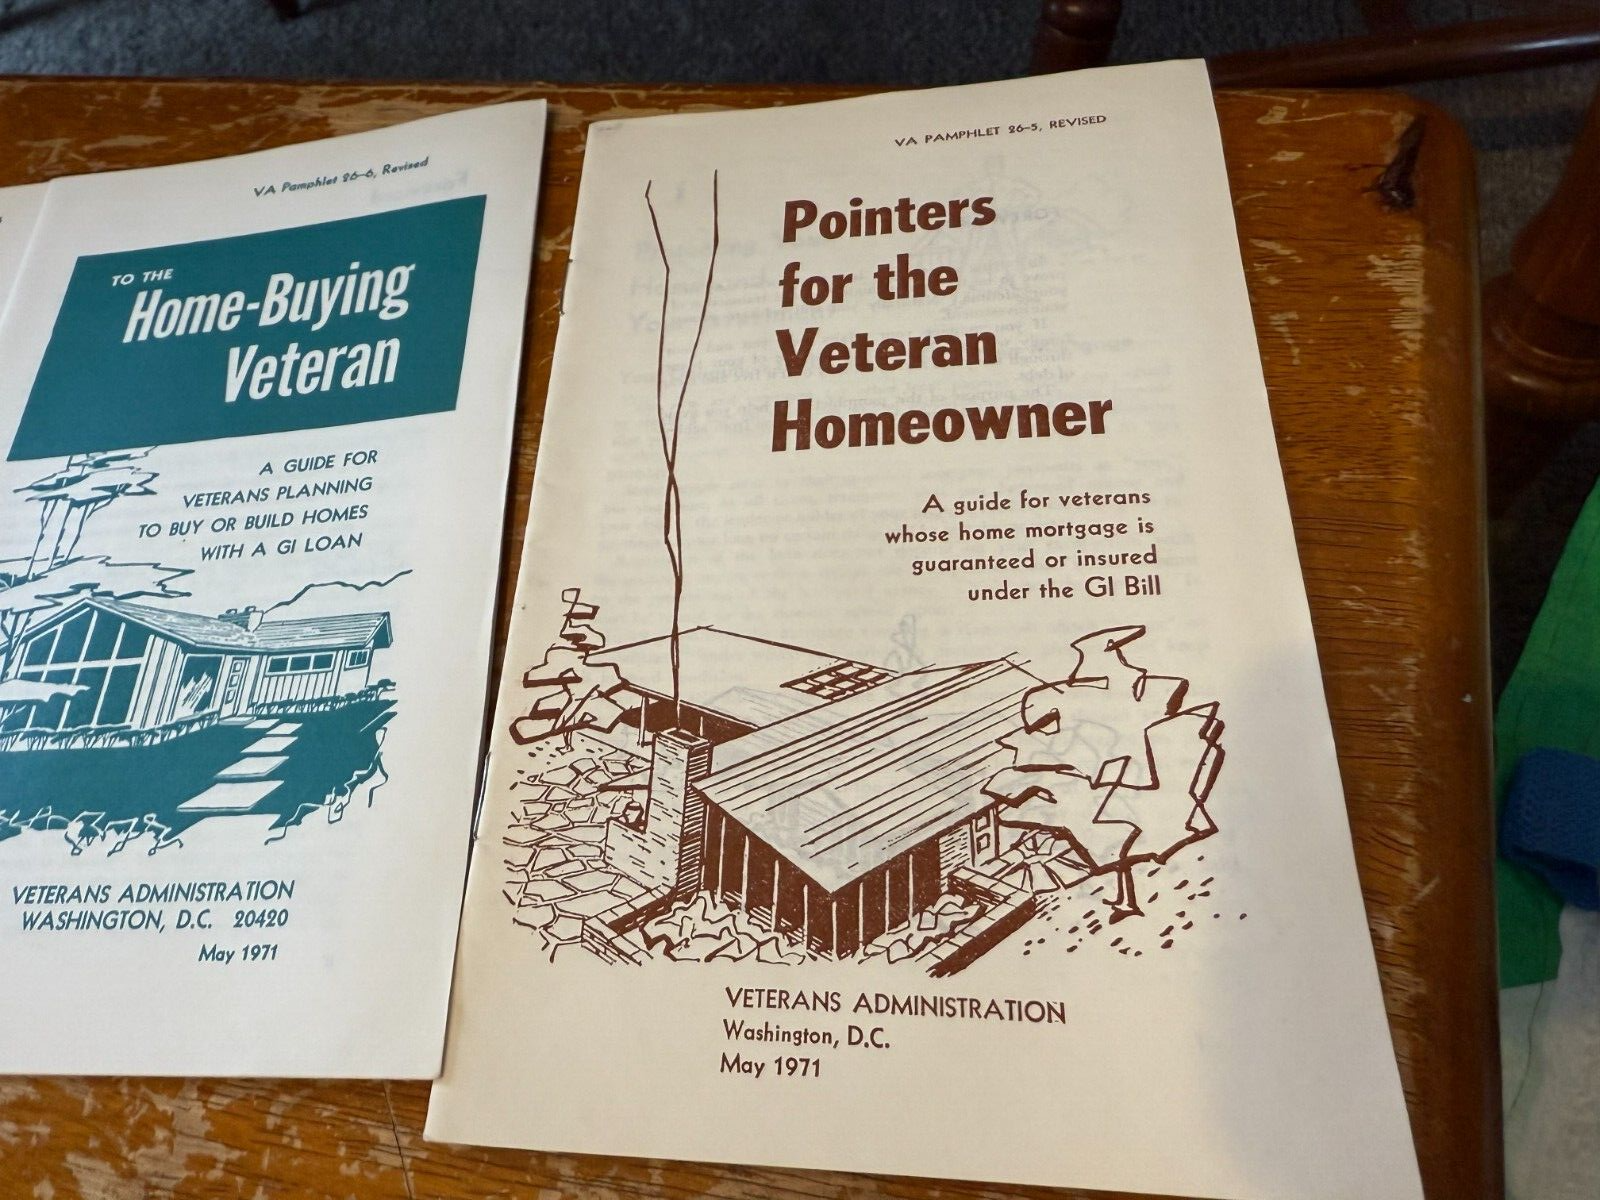 VA Pamphlet 26-6, Revised
TO THE
Home-Buying
Veteran
A GUIDE FOR
VETERANS PLANNING
TO BUY OR BUILD HOMES
WITH A GI LOAN
VETERANS ADMINISTRATION
WASHINGTON, D.C. 20420
May 1971
VA PAMPHLET 26-5, REVISED
Pointers
for the
Veteran
Homeowner
A guide for veterans
whose home mortgage is
guaranteed or insured
under the GI Bill
VETERANS ADMINISTRATION
Washington, D.C.
May 1971